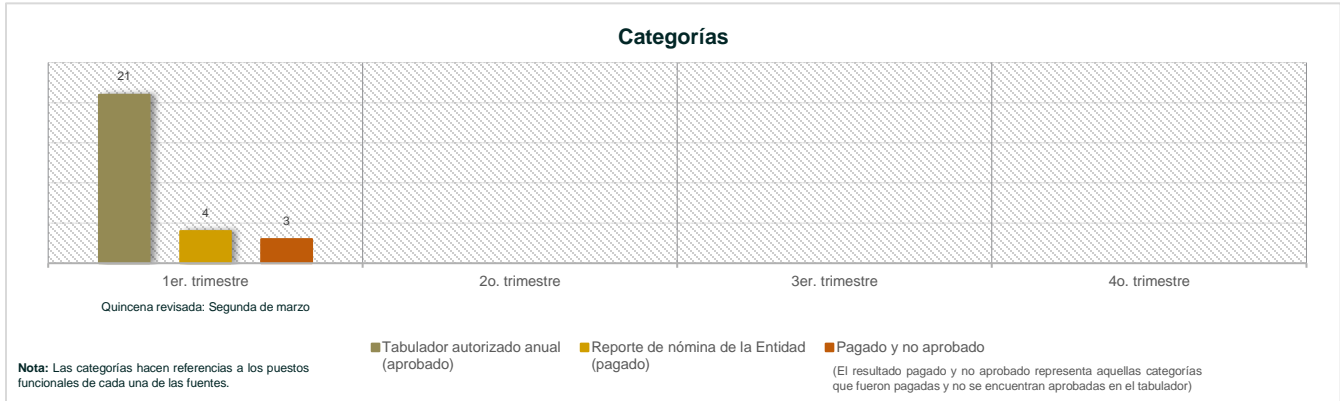 Categorías
21
4
3
1er. trimestre
2o. trimestre
3er. trimestre
4o. trimestre
Quincena revisada: Segunda de marzo
Tabulador autorizado anual
(aprobado)
Reporte de nómina de la Entidad
(pagado)
Pagado y no aprobado
(El resultado pagado y no aprobado representa aquellas categorías
que fueron pagadas y no se encuentran aprobadas en el tabulador)
Nota: Las categorías hacen referencias a los puestos
funcionales de cada una de las fuentes.